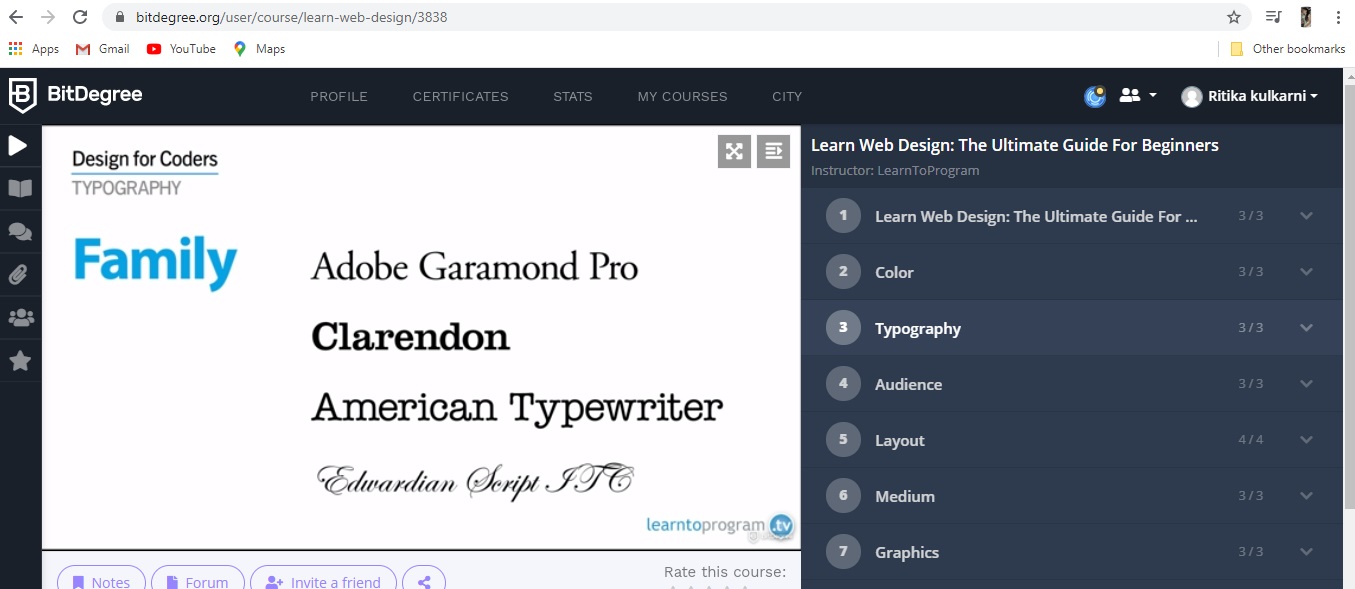 bitdegree.org/user/course/learn-web-design/3838
Apps Gmail YouTube Maps Other bookmarks
BitDegree PROFILE CERTIFICATES STATS MY COURSES CITY Ritika kulkarni
Design for Coders
TYPOGRAPHY
Family
Adobe Garamond Pro
Clarendon
American Typewriter
Edwardian Script ITC
learntoprogram .tv
Notes Forum Invite a friend
Rate this course:
Learn Web Design: The Ultimate Guide For Beginners
Instructor: LearnToProgram
1 Learn Web Design: The Ultimate Guide For ... 3 / 3
2 Color 3 / 3
3 Typography 3 / 3
4 Audience 3 / 3
5 Layout 4 / 4
6 Medium 3 / 3
7 Graphics 3 / 3